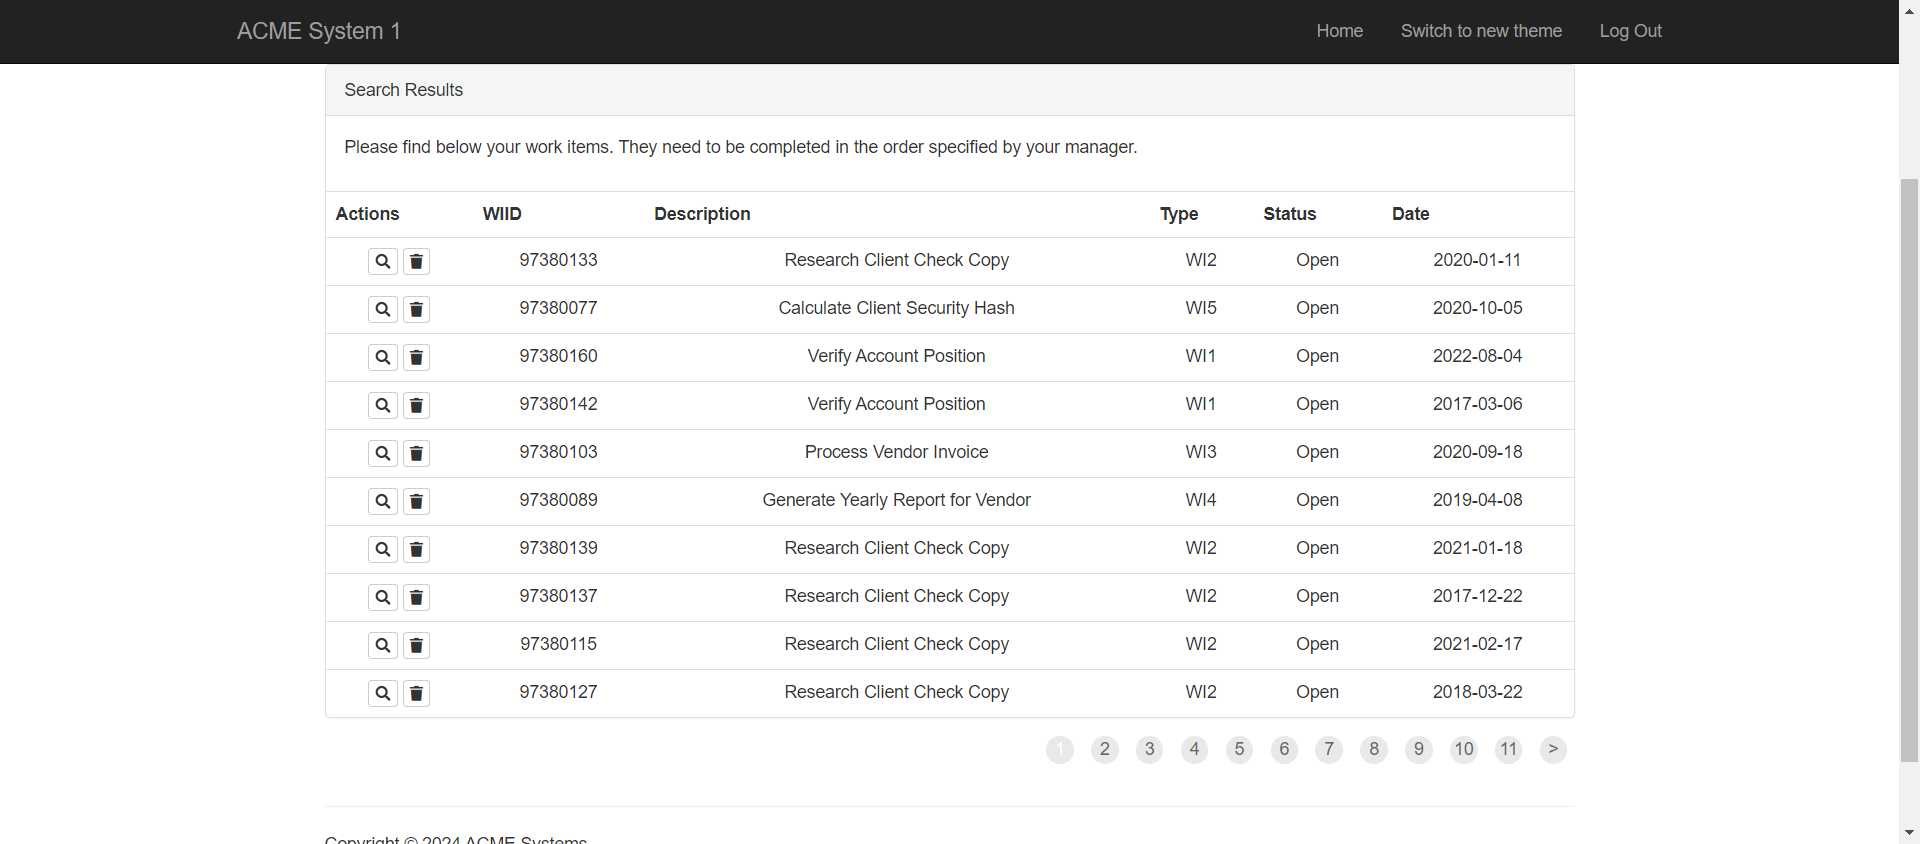 ACME System 1 Home Switch to new theme Log Out
Search Results
Please find below your work items. They need to be completed in the order specified by your manager.
Actions WIID Description Type Status Date
97380133 Research Client Check Copy WI2 Open 2020-01-11
97380077 Calculate Client Security Hash WI5 Open 2020-10-05
97380160 Verify Account Position WI1 Open 2022-08-04
97380142 Verify Account Position WI1 Open 2017-03-06
97380103 Process Vendor Invoice WI3 Open 2020-09-18
97380089 Generate Yearly Report for Vendor WI4 Open 2019-04-08
97380139 Research Client Check Copy WI2 Open 2021-01-18
97380137 Research Client Check Copy WI2 Open 2017-12-22
97380115 Research Client Check Copy WI2 Open 2021-02-17
97380127 Research Client Check Copy WI2 Open 2018-03-22
1 2 3 4 5 6 7 8 9 10 11 >
Copyright © 2024 ACME Systems